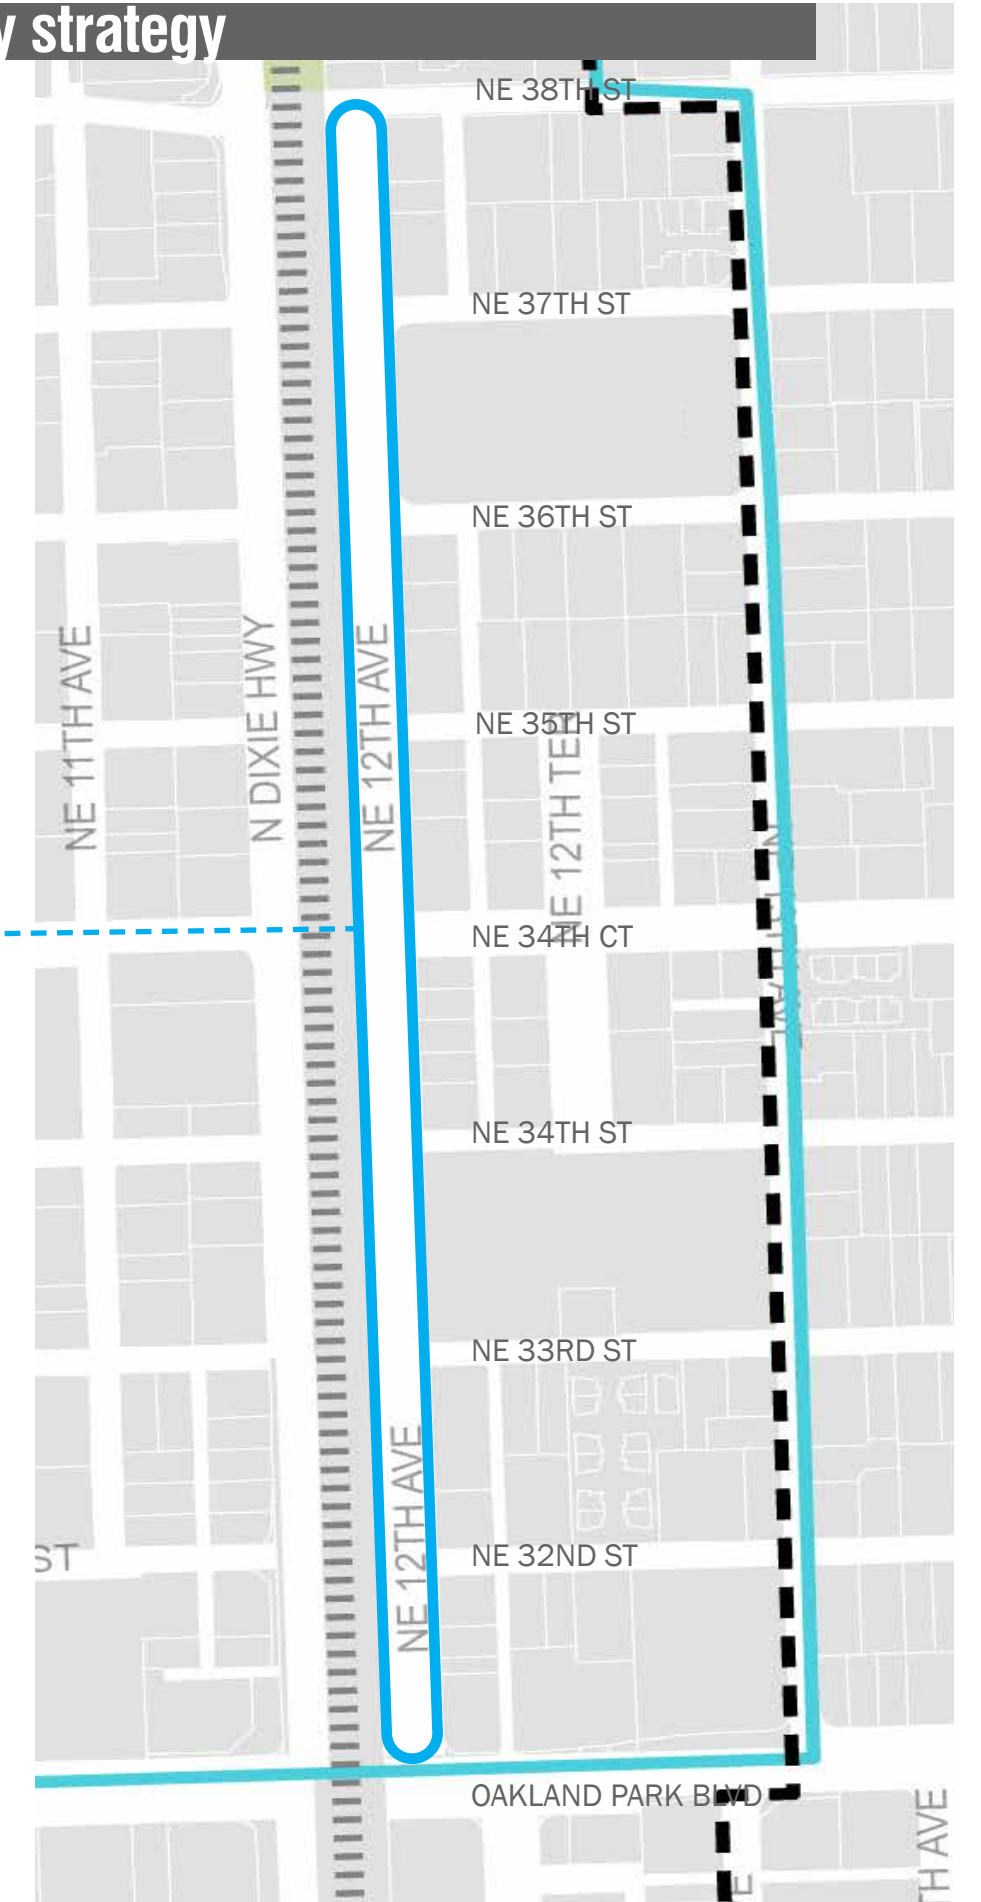 y strategy
NE 38TH ST
NE 37TH ST
NE 36TH ST
NE 11TH AVE
N DIXIE HWY
NE 12TH AVE
NE 35TH ST
NE 12TH TER
NE 34TH CT
NE 34TH ST
NE 33RD ST
NE 12TH AVE
ST
NE 32ND ST
OAKLAND PARK BLVD
TH AVE
E